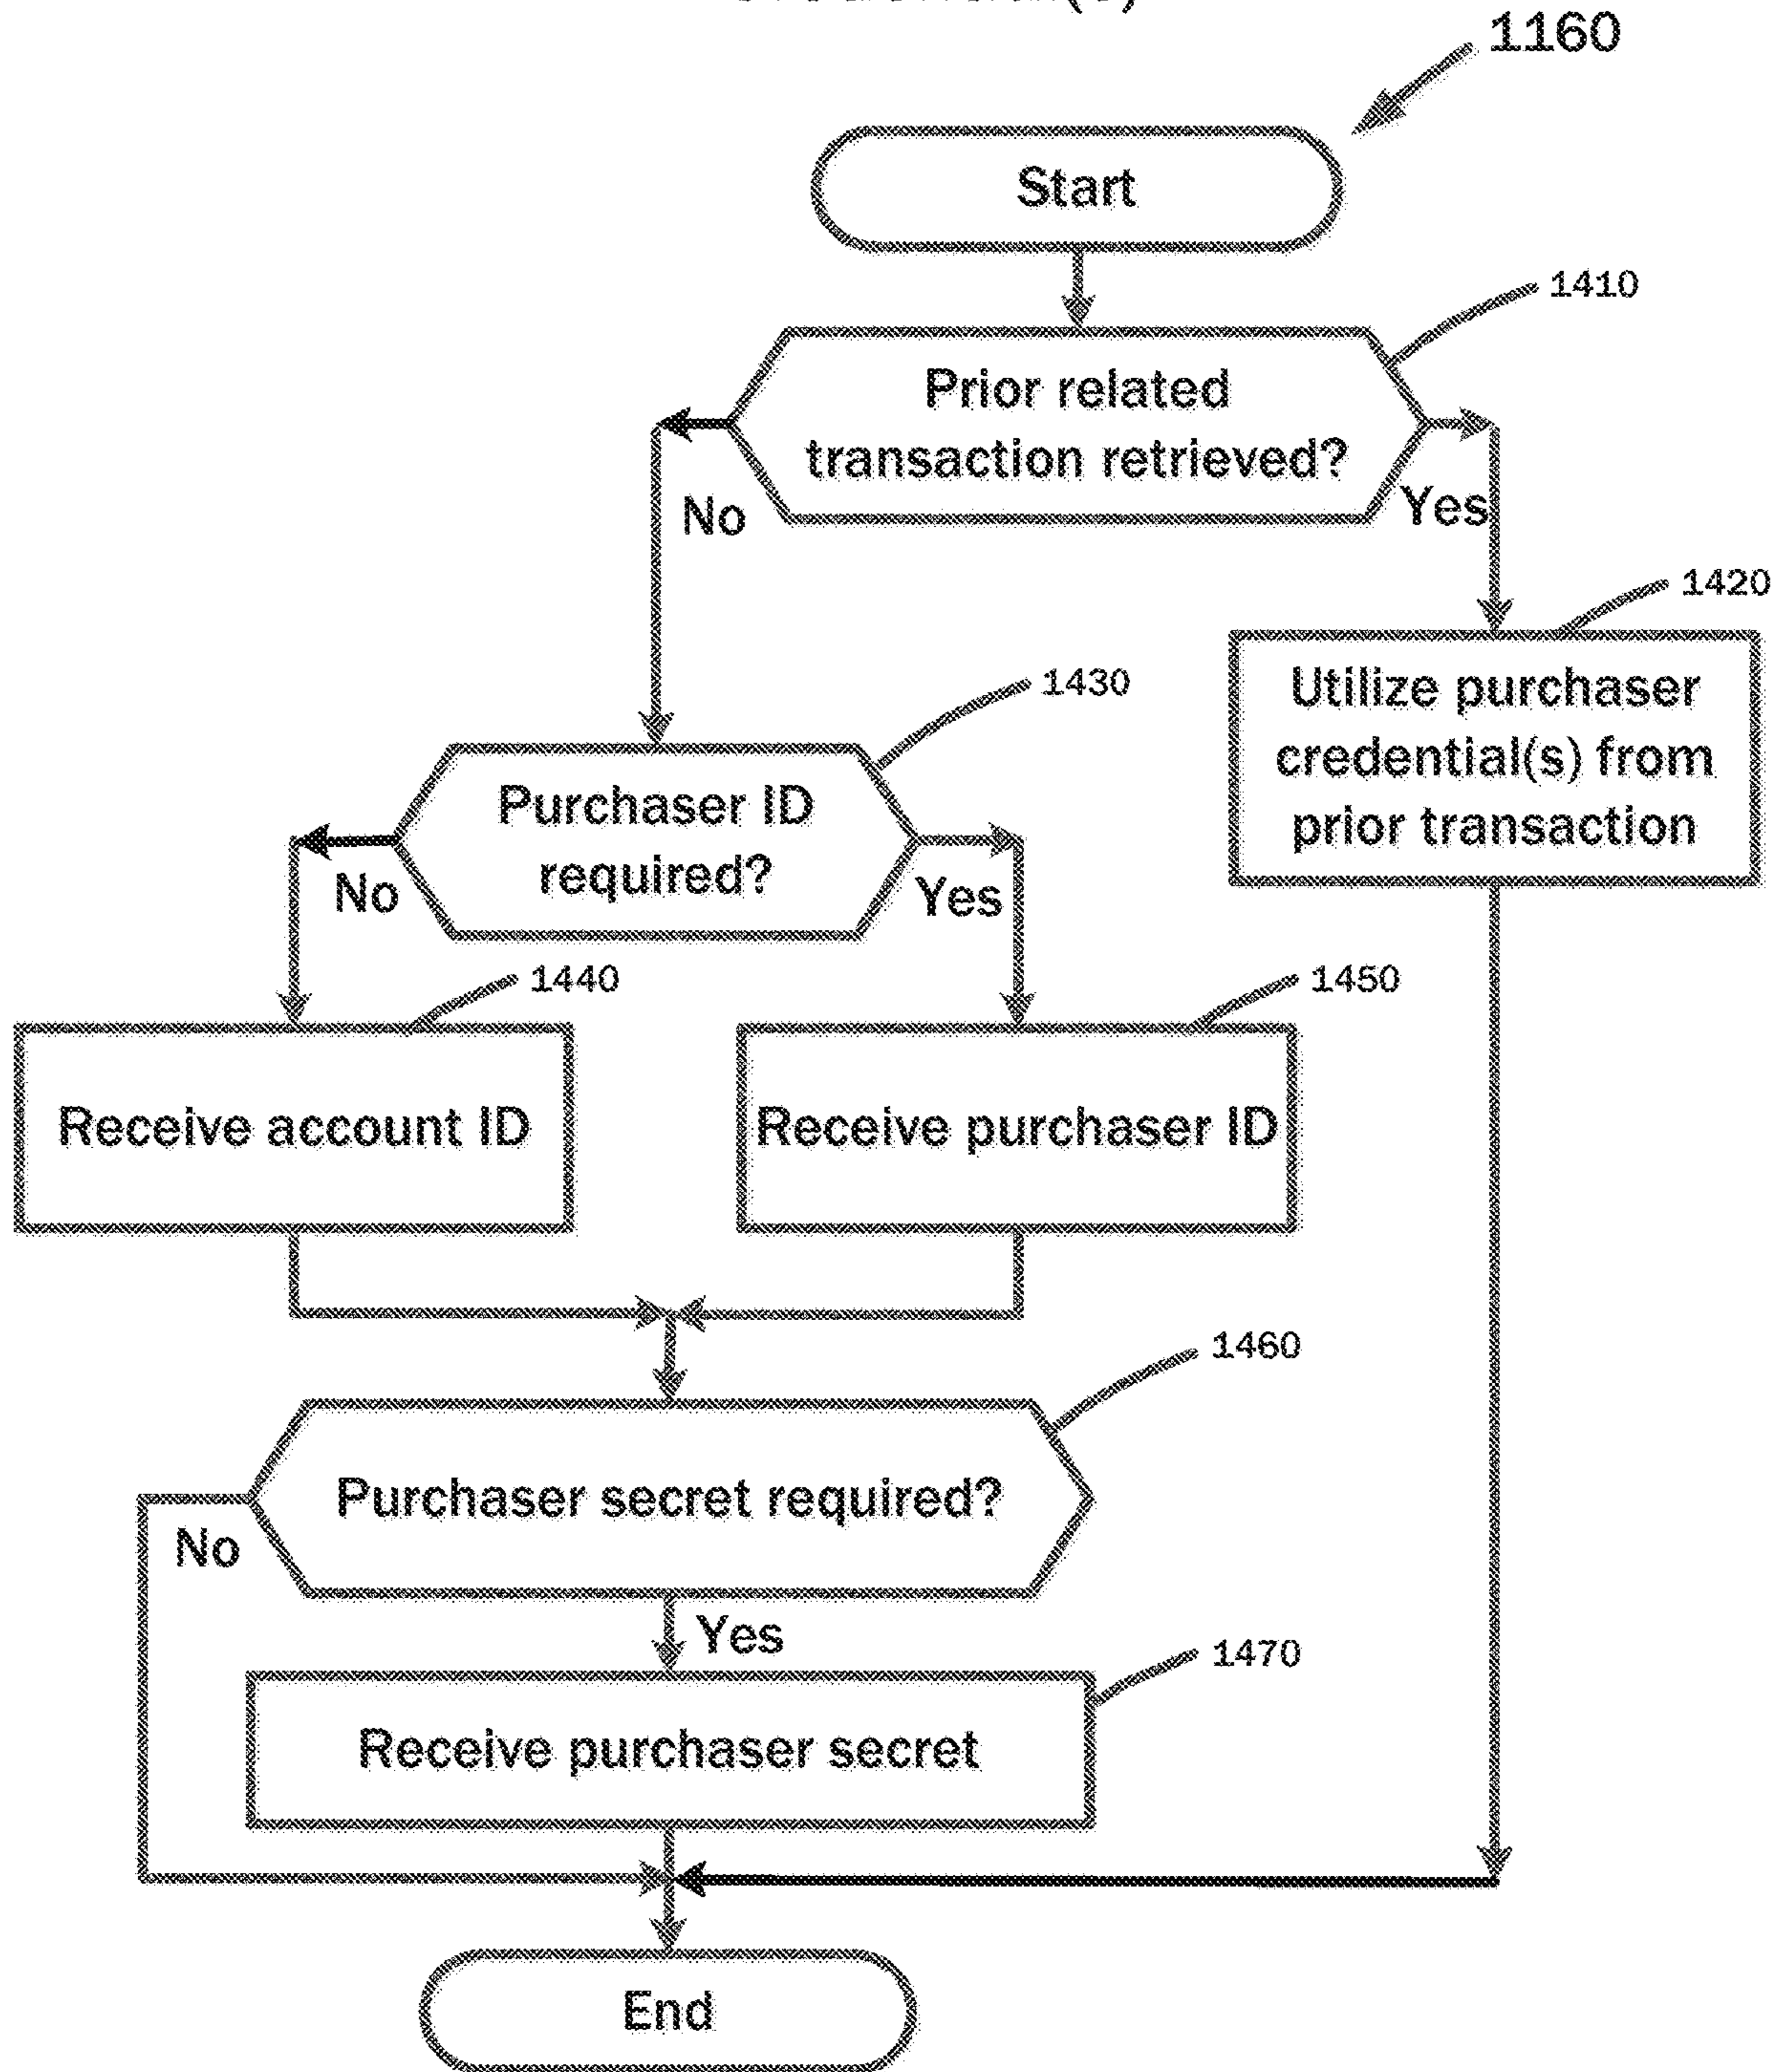 1160
Start
1410
Prior related
transaction retrieved?
No
Yes
1420
Utilize purchaser
credential(s) from
prior transaction
1430
Purchaser ID
required?
No
Yes
1440
1450
Receive account ID
Receive purchaser ID
1460
Purchaser secret required?
No
Yes
1470
Receive purchaser secret
End